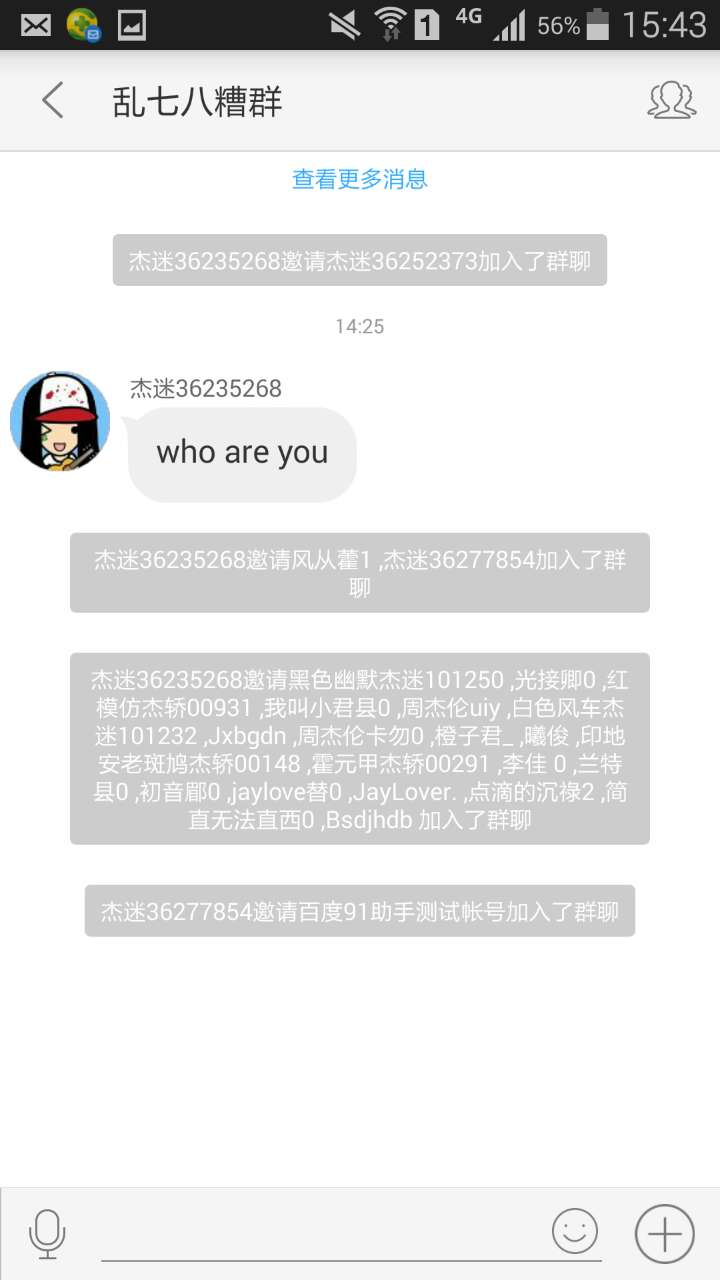 1
4G
56%
15:43
乱七八糟群
查看更多消息
杰迷36235268邀请杰迷36252373加入了群聊
14:25
杰迷36235268
who are you
杰迷36235268邀请风从藿1 ,杰迷36277854加入了群
聊
杰迷36235268邀请黑色幽默杰迷101250 ,光接卿0 ,红
模仿杰轿00931 ,我叫小君县0 ,周杰伦uiy ,白色风车杰
迷101232 ,Jxbgdn ,周杰伦卡勿0 ,橙子君_ ,曦俊 ,印地
安老斑鸠杰轿00148 ,霍元甲杰轿00291 ,李佳 0 ,兰特
县0 ,初音郿0 ,jaylove替0 ,JayLover. ,点滴的沉祿2 ,简
直无法直西0 ,Bsdjhdb 加入了群聊
杰迷36277854邀请百度91助手测试帐号加入了群聊